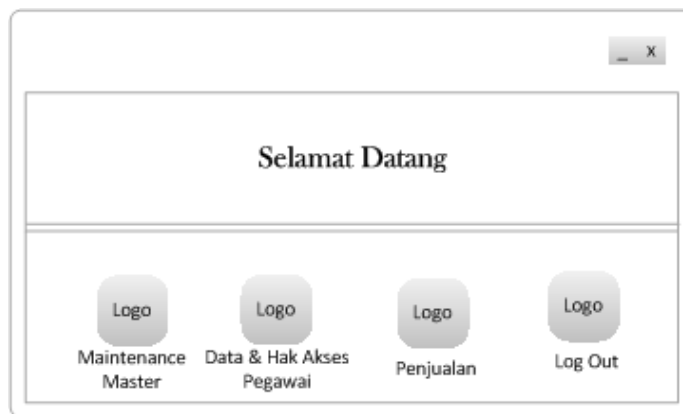 _ x
Selamat Datang
Logo Logo Logo Logo
Maintenance Data & Hak Akses Penjualan Log Out
Master Pegawai